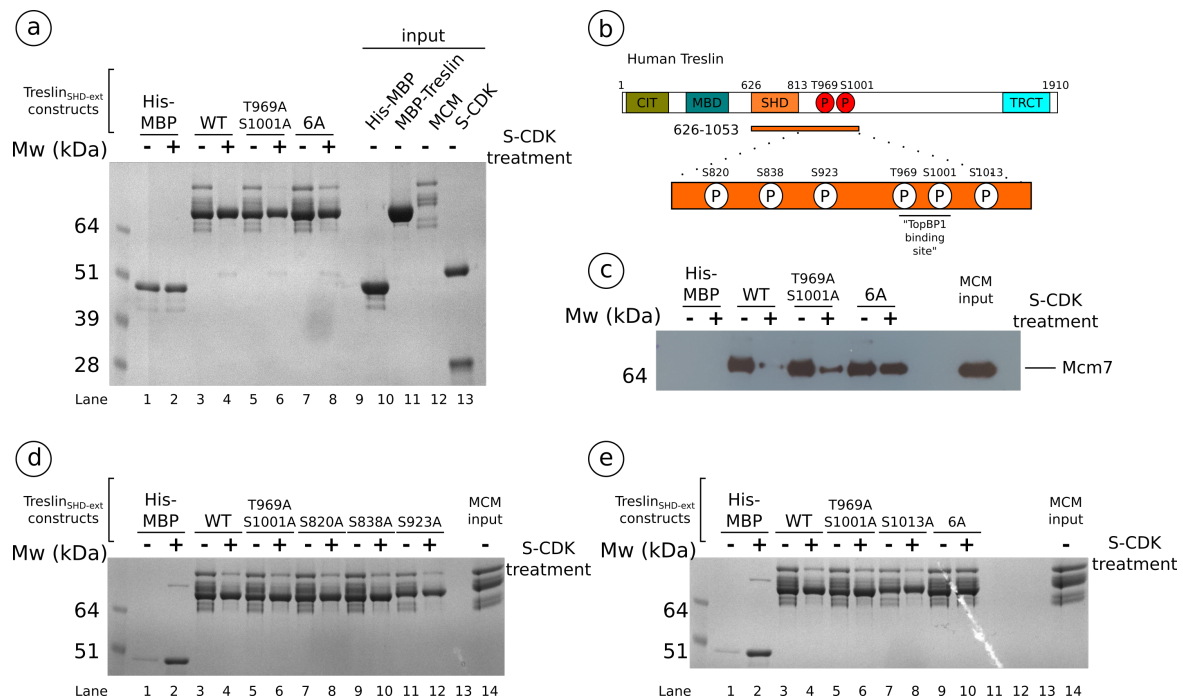 a
input
Treslin SHD-ext
constructs
His-
MBP
WT
T969A
S1001A
6A
His-MBP
MBP-Treslin
MCM
S-CDK
S-CDK
treatment
Mw (kDa)
- + - + - + - + - - - -
64
51
39
28
Lane 1 2 3 4 5 6 7 8 9 10 11 12 13
b
Human Treslin
1 626 813 T969 S1001 1910
CIT MBD SHD P P TRCT
626-1053
S820 S838 S923 T969 S1001 S1013
P P P P P P
"TopBP1
binding
site"
c
His-
MBP
WT
T969A
S1001A
6A
MCM
input
S-CDK
treatment
Mw (kDa)
- + - + - + - +
64
Mcm7
d
Treslin SHD-ext
constructs
His-
MBP
WT
T969A
S1001A
S820A
S838A
S923A
MCM
input
Mw (kDa)
- + - + - + - + - + - + -
S-CDK
treatment
64
51
Lane 1 2 3 4 5 6 7 8 9 10 11 12 13 14
e
Treslin SHD-ext
constructs
His-
MBP
WT
T969A
S1001A
S1013A
6A
MCM
input
Mw (kDa)
- + - + - + - + - + -
S-CDK
treatment
64
51
Lane 1 2 3 4 5 6 7 8 9 10 11 12 13 14